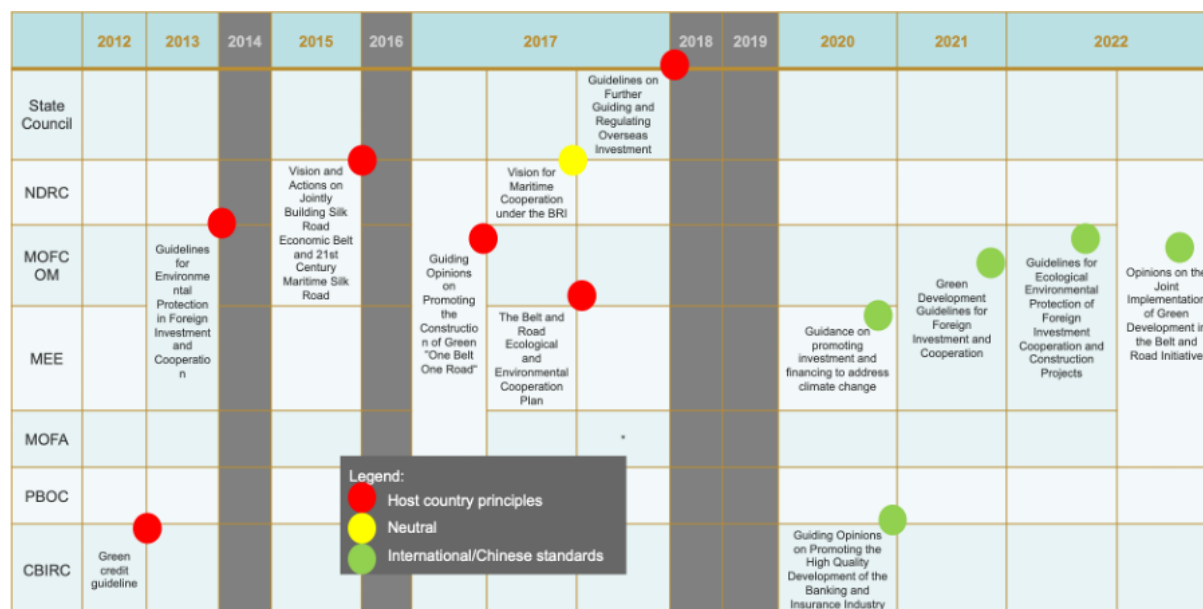 2012 2013 2014 2015 2016 2017 2018 2019 2020 2021 2022
State
Council
Guidelines on
Further
Guiding and
Regulating
Overseas
Investment
NDRC
Vision and
Actions on
Jointly
Building Silk
Road
Economic Belt
and 21st
Century
Maritime Silk
Road
Vision for
Maritime
Cooperation
under the BRI
MOFC
OM
Guidelines
for
Environme
ntal
Protection
in Foreign
Investment
and
Cooperatio
n
Guiding
Opinions
on
Promoting
the
Constructio
n of Green
"One Belt
One Road"
Green
Development
Guidelines for
Foreign
Investment
and Cooperation
Guidelines for
Ecological
Environmental
Protection of
Foreign
Investment
Cooperation and
Construction
Projects
Opinions on the
Joint
Implementation
of Green
Development in
the Belt and
Road Initiative
MEE
The Belt and
Road
Ecological
and
Environmental
Cooperation
Plan
Guidance on
promoting
investment and
financing to address
climate change
MOFA
PBOC
CBIRC
Green
credit
guideline
Guiding Opinions
on Promoting the
High Quality
Development of the
Banking and
Insurance Industry
Legend:
Host country principles
Neutral
International/Chinese standards